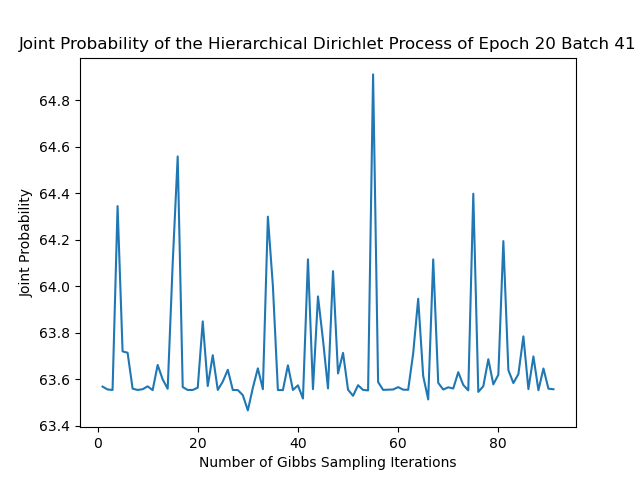 Joint Probability of the Hierarchical Dirichlet Process of Epoch 20 Batch 41
Joint Probability
64.8
64.6
64.4
64.2
64.0
63.8
63.6
63.4
0 20 40 60 80
Number of Gibbs Sampling Iterations